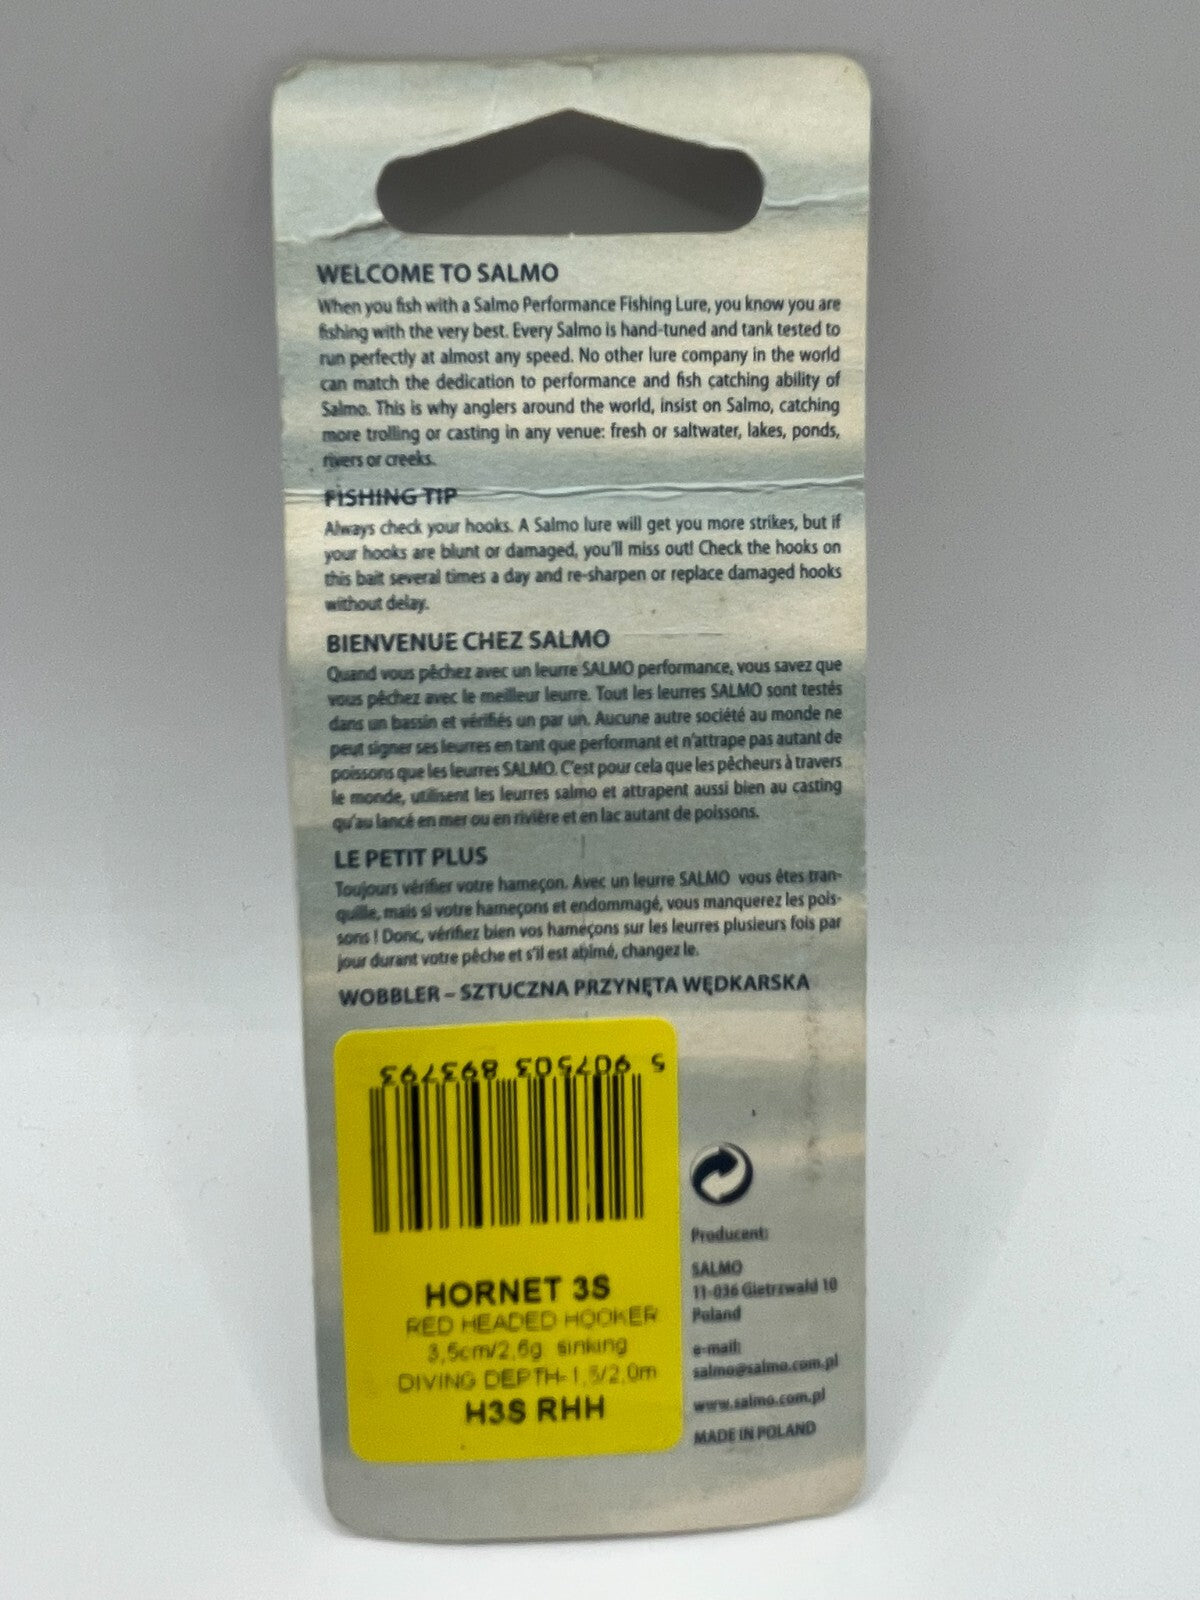 WELCOME TO SALMO
When you fish with a Salmo Performance Fishing Lure, you know you are
fishing with the very best. Every Salmo is hand-tuned and tank tested to
run perfectly at almost any speed. No other lure company in the world
can match the dedication to performance and fish catching ability of
Salmo. This is why anglers around the world, insist on Salmo, catching
more trolling or casting in any venue: fresh or saltwater, lakes, ponds,
rivers or creeks.
FISHING TIP
Always check your hooks. A Salmo lure will get you more strikes, but if
your hooks are blunt or damaged, you'll miss out! Check the hooks on
this bait several times a day and re-sharpen or replace damaged hooks
without delay.
BIENVENUE CHEZ SALMO
Quand vous pêchez avec un leurre SALMO performance, vous savez que
vous pêchez avec le meilleur leurre. Tout les leurres SALMO sont testés
dans un bassin et vérifiés un par un. Aucune autre société au monde ne
peut signer ses leurres en tant que performant et n'attrape pas autant de
poissons que les leurres SALMO. C'est pour cela que les pêcheurs à travers
le monde, utilisent les leurres salmo et attrapent aussi bien au casting
qu'au lancé en mer ou en rivière et en lac autant de poissons.
LE PETIT PLUS
Toujours vérifier votre hameçon. Avec un leurre SALMO vous êtes tran-
quille, mais si votre hameçons et endommagé, vous manquerez les pois-
sons ! Donc, vérifiez bien vos hameçons sur les leurres plusieurs fois par
jour durant votre pêche et s'il est abîmé, changez le.
WOBBLER – SZTUCZNA PRZYNĘTA WĘDKARSKA
5 907503 893793
HORNET 3S
RED HEADED HOOKER
3,5cm/2,6g sinking
DIVING DEPTH-1,5/2,0m
H3S RHH
Producent:
SALMO
11-036 Gietrzwałd 10
Poland
e-mail:
salmo@salmo.com.pl
www.salmo.com.pl
MADE IN POLAND